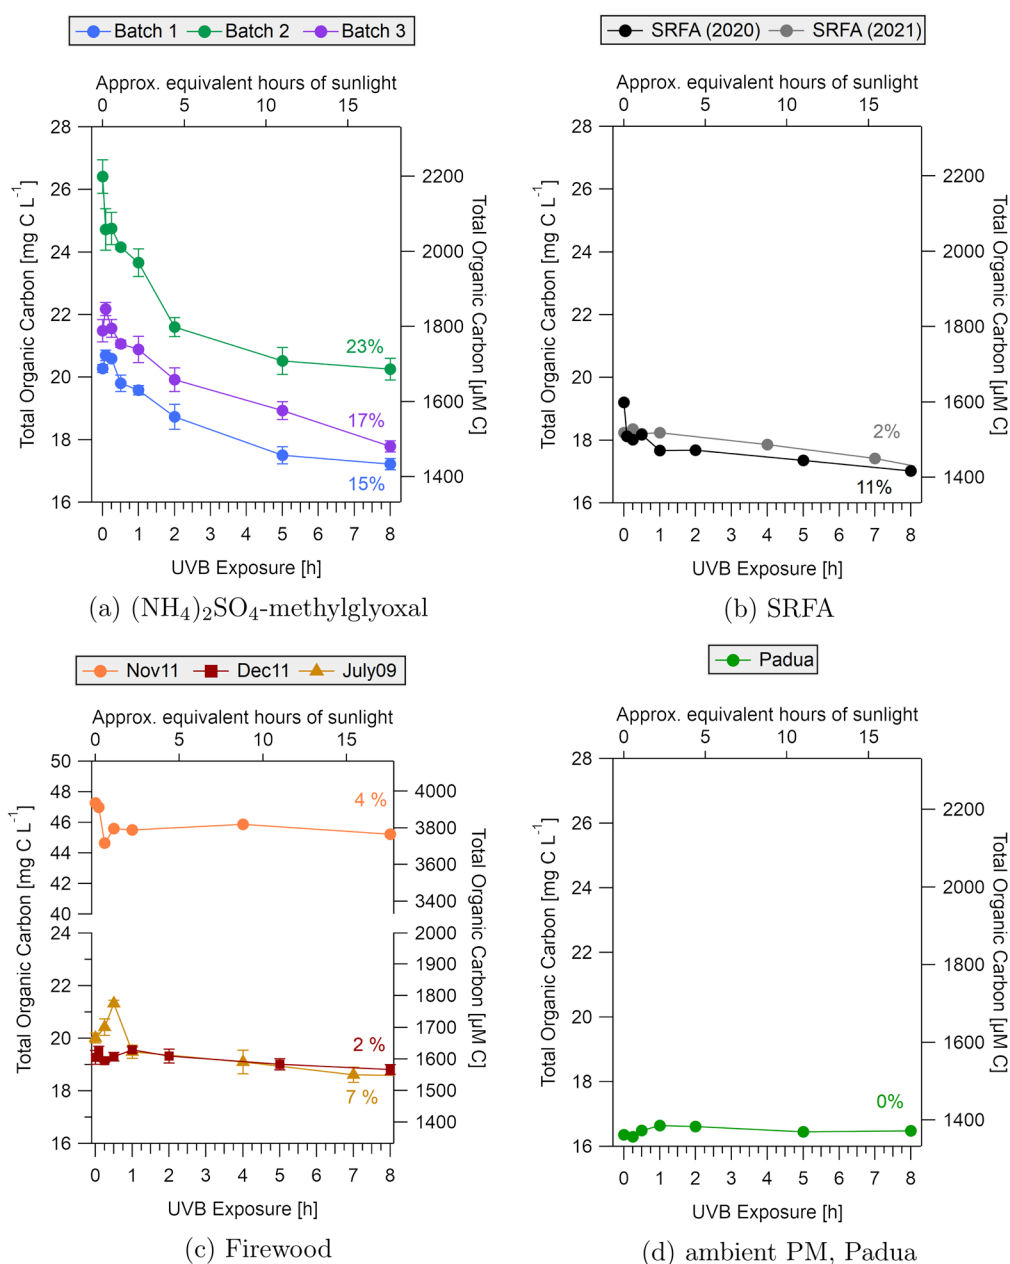 Batch 1 Batch 2 Batch 3
Approx. equivalent hours of sunlight
0 5 10 15
28
26
24
22
20
18
16
Total Organic Carbon [mg C L⁻¹]
2200
2000
1800
1600
1400
Total Organic Carbon [µM C]
23%
17%
15%
0 1 2 3 4 5 6 7 8
UVB Exposure [h]
(a) (NH₄)₂SO₄-methylglyoxal
SRFA (2020) SRFA (2021)
Approx. equivalent hours of sunlight
0 5 10 15
28
26
24
22
20
18
16
Total Organic Carbon [mg C L⁻¹]
2200
2000
1800
1600
1400
Total Organic Carbon [µM C]
2%
11%
0 1 2 3 4 5 6 7 8
UVB Exposure [h]
(b) SRFA
Nov11 Dec11 July09
Approx. equivalent hours of sunlight
0 5 10 15
50
48
46
44
42
40
24
22
20
18
16
Total Organic Carbon [mg C L⁻¹]
4000
3800
3600
3400
2000
1900
1800
1700
1600
1500
1400
Total Organic Carbon [µM C]
4 %
2 %
7 %
0 1 2 3 4 5 6 7 8
UVB Exposure [h]
(c) Firewood
Padua
Approx. equivalent hours of sunlight
0 5 10 15
28
26
24
22
20
18
16
Total Organic Carbon [mg C L⁻¹]
2200
2000
1800
1600
1400
Total Organic Carbon [µM C]
0%
0 1 2 3 4 5 6 7 8
UVB Exposure [h]
(d) ambient PM, Padua